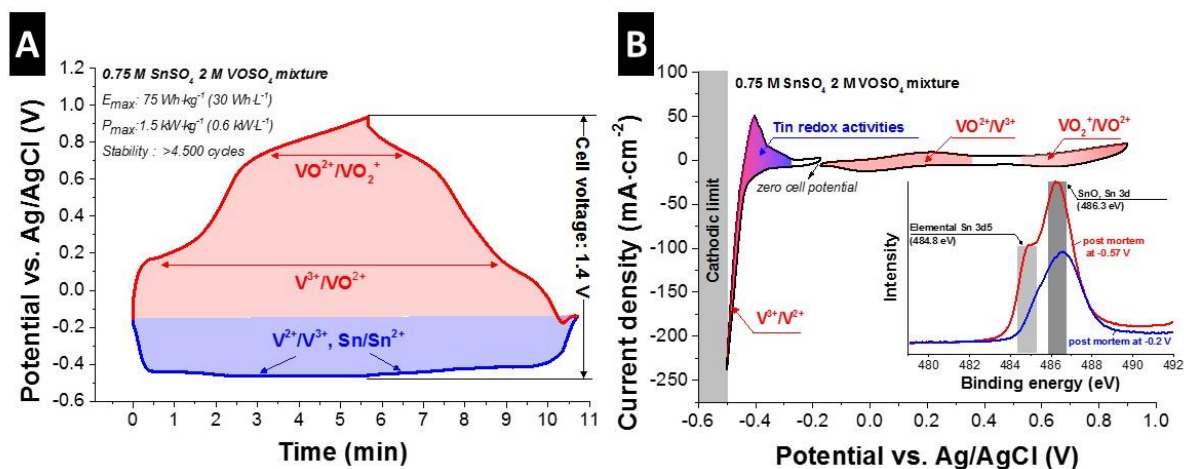 A
0.75 M SnSO4 2 M VOSO4 mixture
Emax: 75 Wh·kg-1 (30 Wh·L-1)
Pmax: 1.5 kW·kg-1 (0.6 kW·L-1)
Stability : >4.500 cycles
VO2+/VO2+
V3+/VO2+
V2+/V3+, Sn/Sn2+
Cell voltage: 1.4 V
Potential vs. Ag/AgCl (V)
1.2
1.0
0.8
0.6
0.4
0.2
0.0
-0.2
-0.4
-0.6
0 1 2 3 4 5 6 7 8 9 10 11
Time (min)
B
0.75 M SnSO4 2 M VOSO4 mixture
Tin redox activities
VO2+/V3+
VO2+/VO2+
zero cell potential
Cathodic limit
V3+/V2+
Current density (mA·cm-2)
100
50
0
-50
-100
-150
-200
-250
-0.4 -0.2 0.0 0.2 0.4 0.6 0.8 1.0
Potential vs. Ag/AgCl (V)
SnO, Sn 3d
(486.3 eV)
Elemental Sn 3d5
(484.8 eV)
post mortem
at -0.57 V
post mortem at -0.2 V
Intensity
480 482 484 486 488 490 492
Binding energy (eV)